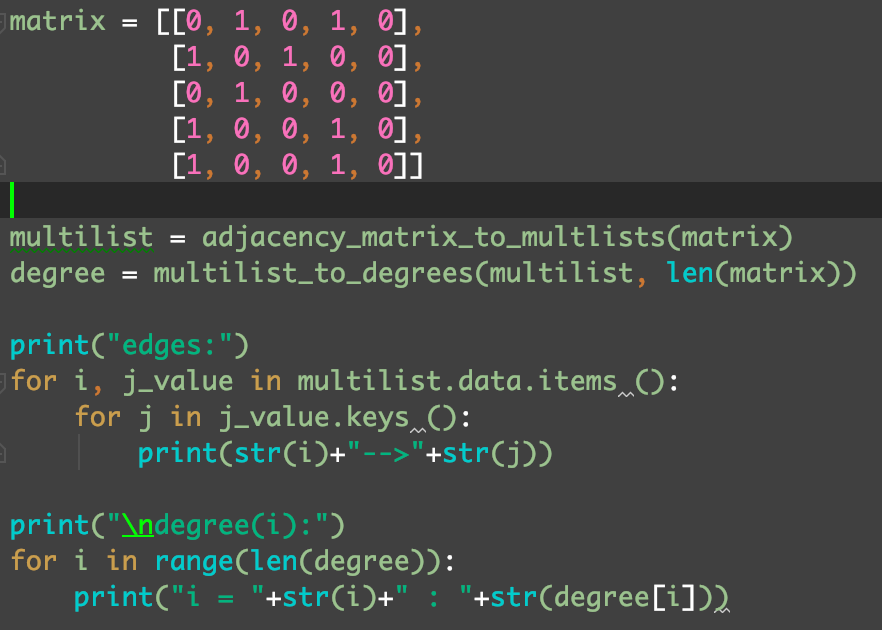 matrix = [[0, 1, 0, 1, 0],
          [1, 0, 1, 0, 0],
          [0, 1, 0, 0, 0],
          [1, 0, 0, 1, 0],
          [1, 0, 0, 1, 0]]
multilist = adjacency_matrix_to_multlists(matrix)
degree = multilist_to_degrees(multilist, len(matrix))
print("edges:")
for i, j_value in multilist.data.items ():
    for j in j_value.keys ():
        print(str(i)+"-->"+str(j))
print("\ndegree(i):")
for i in range(len(degree)):
    print("i = "+str(i)+" : "+str(degree[i]))